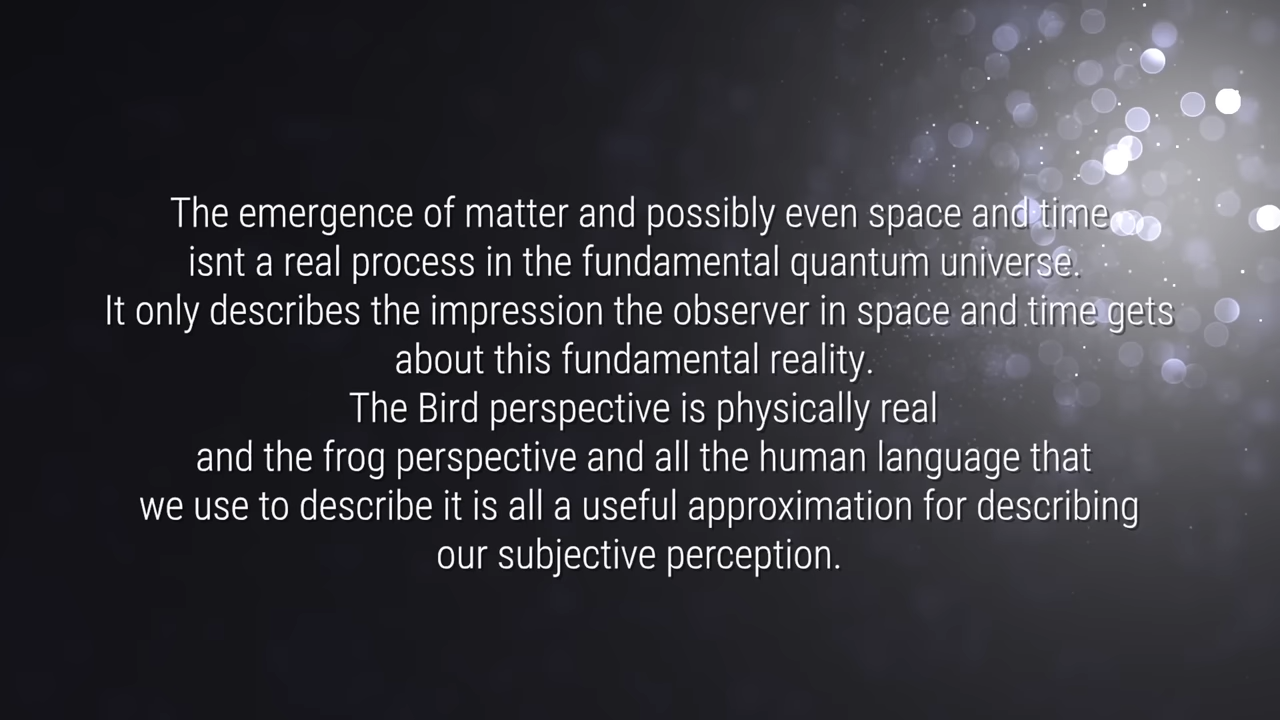 The emergence of matter and possibly even space and time
isnt a real process in the fundamental quantum universe.
It only describes the impression the observer in space and time gets
about this fundamental reality.
The Bird perspective is physically real
and the frog perspective and all the human language that
we use to describe it is all a useful approximation for describing
our subjective perception.